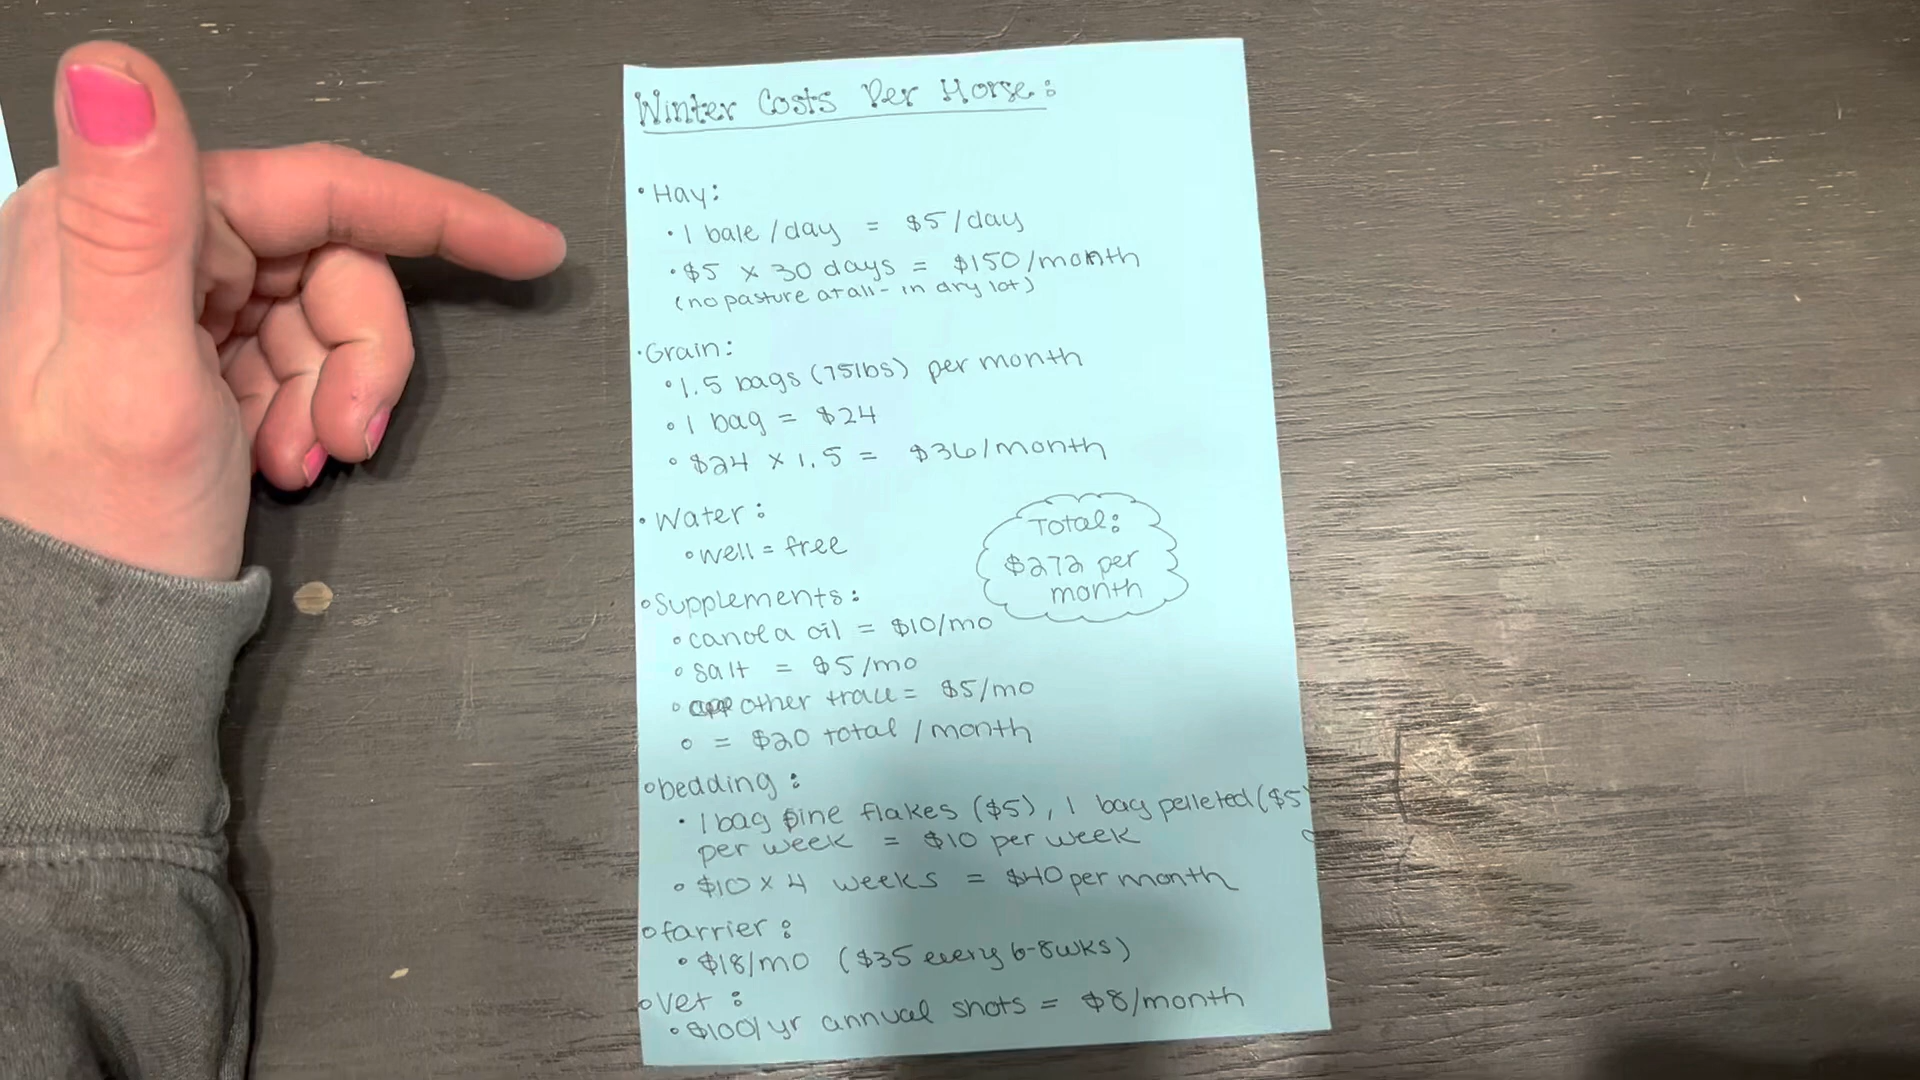 Winter Costs Per Horse:
• Hay:
• 1 bale /day = $5/day
• $5 x 30 days = $150/month
(no pasture at all - in dry lot)
• Grain:
• 1.5 bags (75lbs) per month
• 1 bag = $24
• $24 x 1.5 = $36/month
• Water:
• well = free
Total:
$272 per
month
• Supplements:
• canola oil = $10/mo
• salt = $5/mo
• other trace = $5/mo
• = $20 total /month
• bedding:
• 1 bag pine flakes ($5), 1 bag pelleted ($5)
per week = $10 per week
• $10 x 4 weeks = $40 per month
• farrier:
• $18/mo ($35 every 6-8wks)
• Vet:
• $100/yr annual shots = $8/month